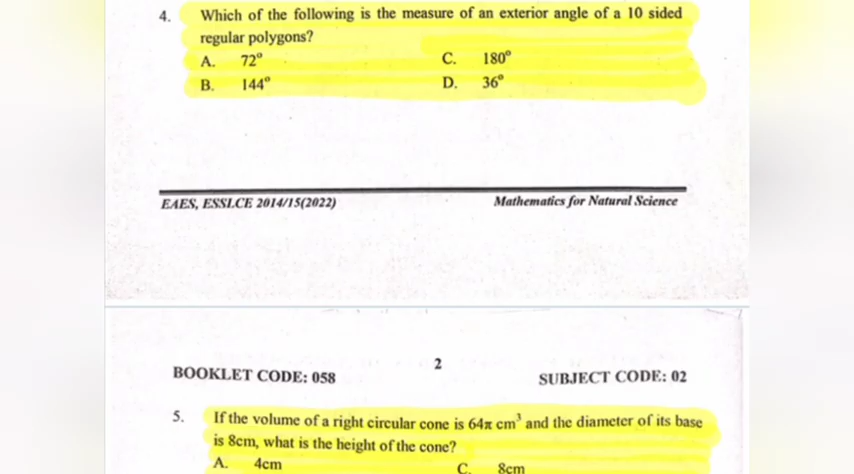 4. Which of the following is the measure of an exterior angle of a 10 sided
regular polygons?
A. 72° C. 180°
B. 144° D. 36°
EAES, ESSLCE 2014/15(2022) Mathematics for Natural Science
2
BOOKLET CODE: 058 SUBJECT CODE: 02
5. If the volume of a right circular cone is 64π cm³ and the diameter of its base
is 8cm, what is the height of the cone?
A. 4cm C. 8cm